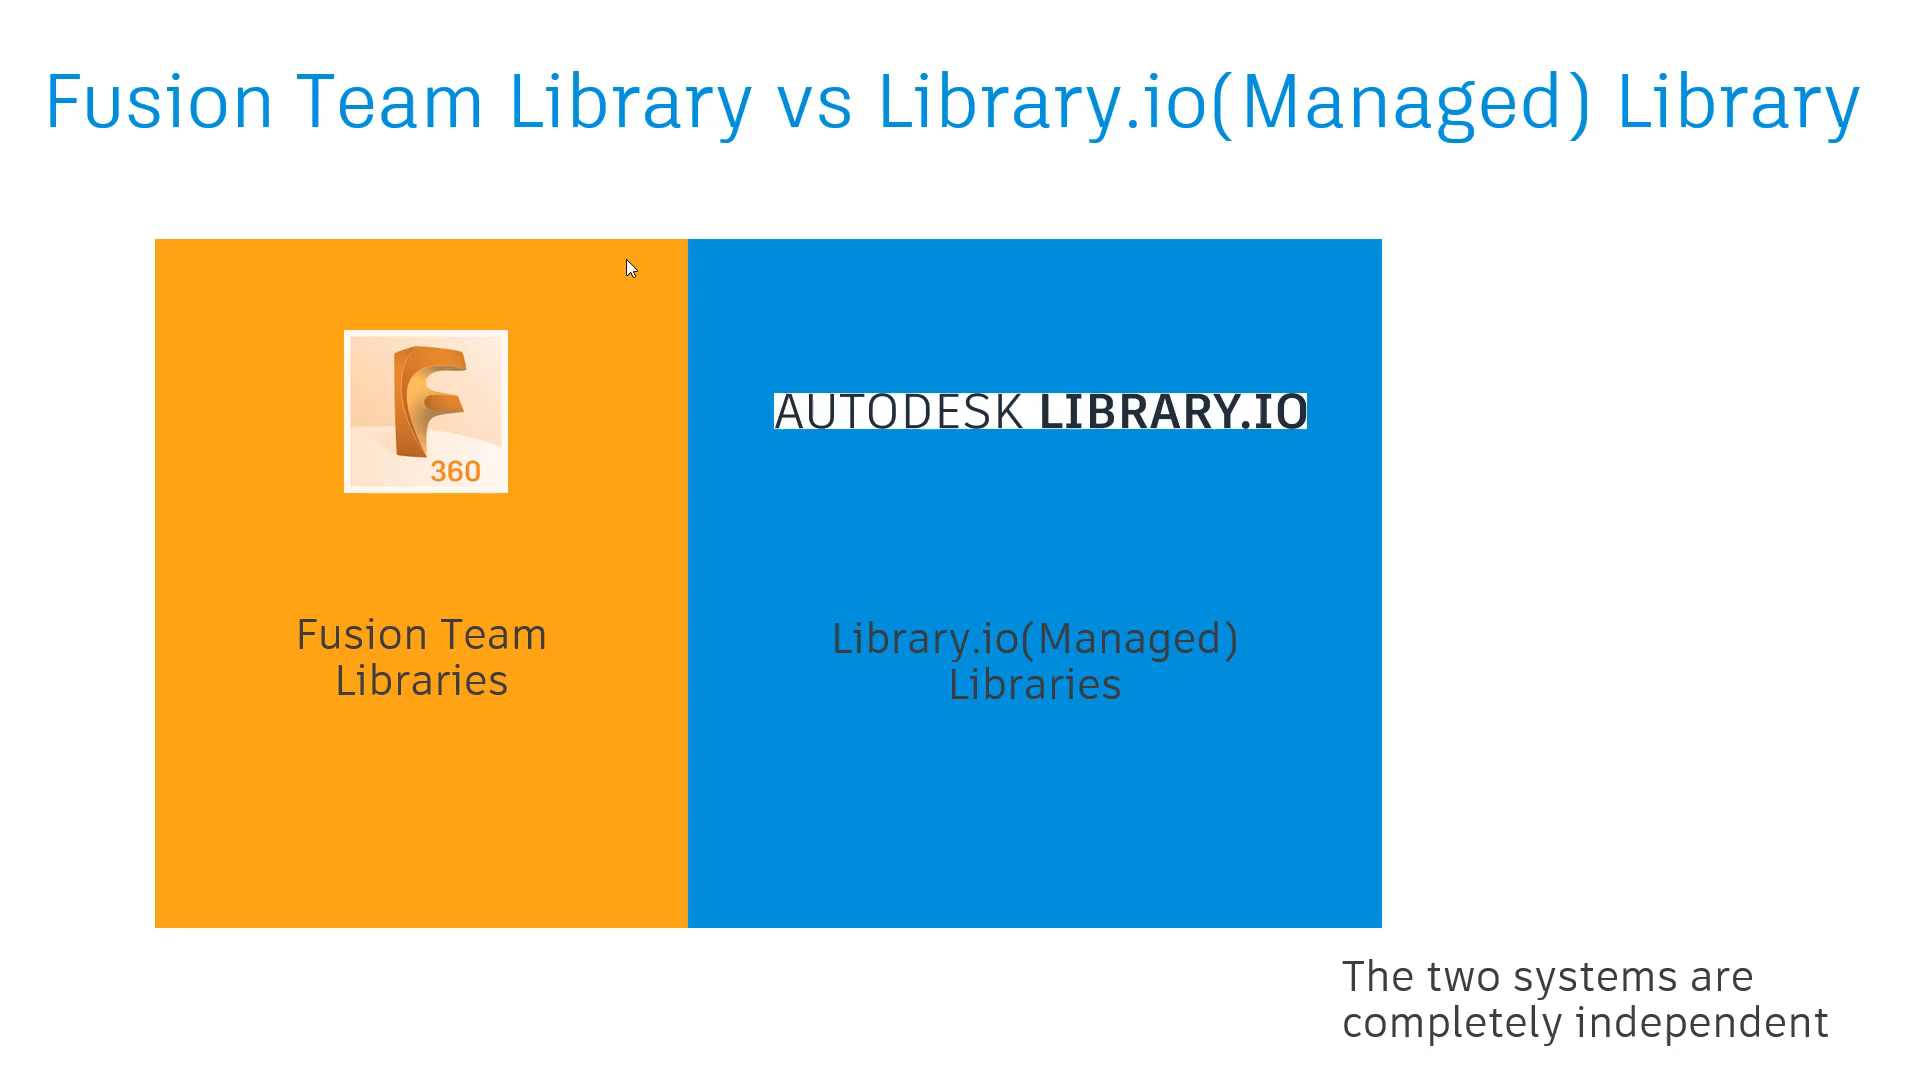 Fusion Team Library vs Library.io(Managed) Library
360
AUTODESK LIBRARY.IO
Fusion Team
Libraries
Library.io(Managed)
Libraries
The two systems are
completely independent